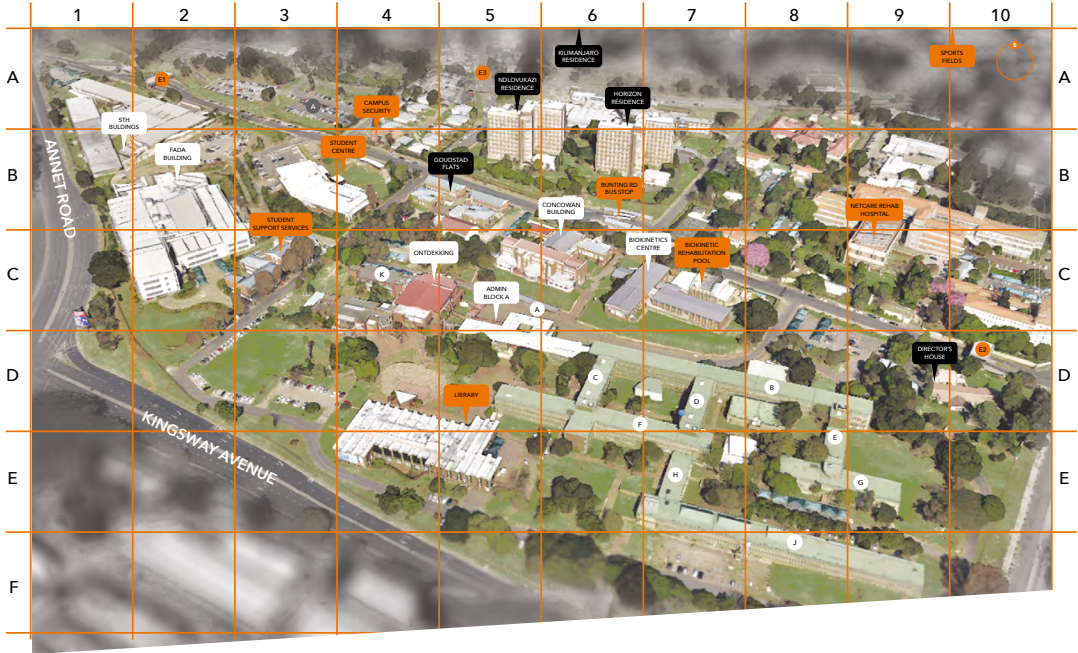 1 2 3 4 5 6 7 8 9 10
A
A
B
B
C
C
D
D
E
E
F
KILIMANJARO
RESIDENCE
SPORTS
FIELDS
S
E1
E3
NDLOVUKAZI
RESIDENCE
HORIZON
RESIDENCE
A
CAMPUS
SECURITY
STH
BULDINGS
FADA
BUILDING
STUDENT
CENTRE
GOUDSTAD
FLATS
BUNTING RD
BUS STOP
CONCOWAN
BUILDING
NETCARE REHAB
HOSPITAL
ANNET ROAD
STUDENT
SUPPORT SERVICES
ONTDEKKING
BIOKINETICS
CENTRE
BIOKINETIC
REHABILITATION
POOL
K
ADMIN
BLOCK A
A
DIRECTOR'S
HOUSE
E2
C
B
LIBRARY
D
F
KINGSWAY AVENUE
E
H
G
J